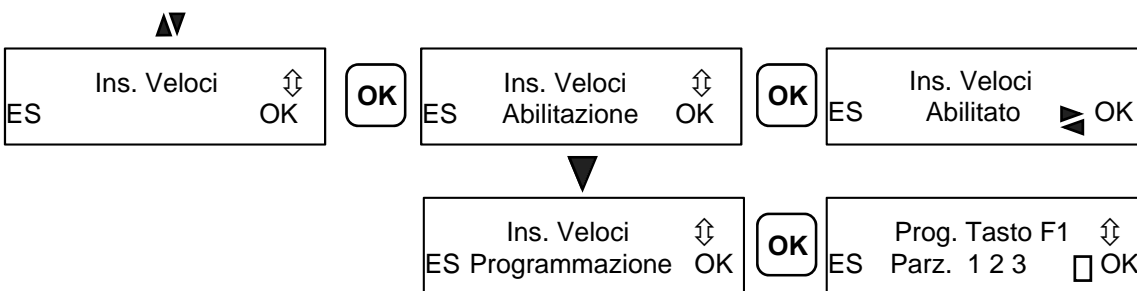 Ins. Veloci
ES OK
OK
Ins. Veloci
ES Abilitazione OK
OK
Ins. Veloci
ES Abilitato OK
Ins. Veloci
ES Programmazione OK
OK
Prog. Tasto F1
ES Parz. 1 2 3 OK